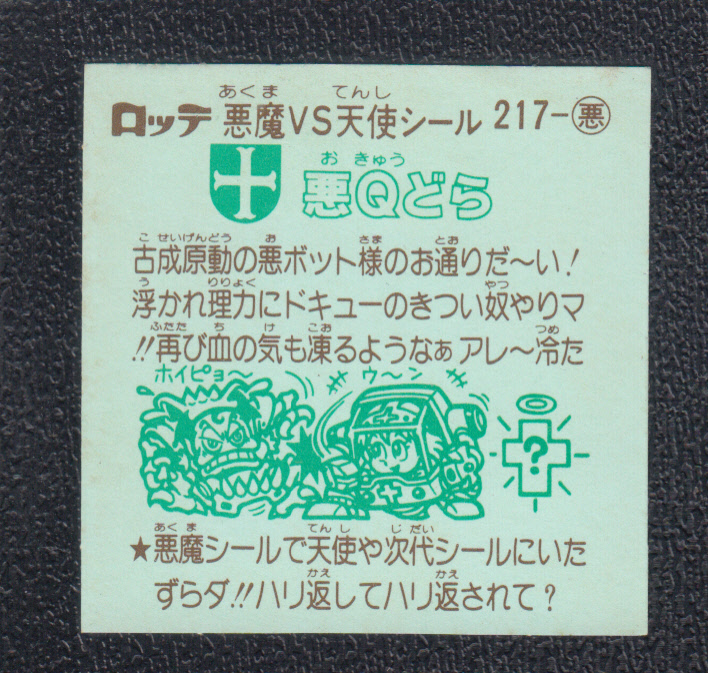 あくま てんし
ロッテ 悪魔VS天使シール 217-悪
おきゅう
悪Qどら
こせいげんどう お さま とお
古成原動の悪ボット様のお通りだ〜い!
う りりょく やつ
浮かれ理力にドキューのきつい奴やりマ
ふたた ち け こお つめ
!!再び血の気も凍るようなぁ アレ〜冷た
ホイピョ〜 ウ〜ン
?
あくま てんし じだい
★悪魔シールで天使や次代シールにいた
かえ かえ
ずらダ!!ハリ返してハリ返されて?